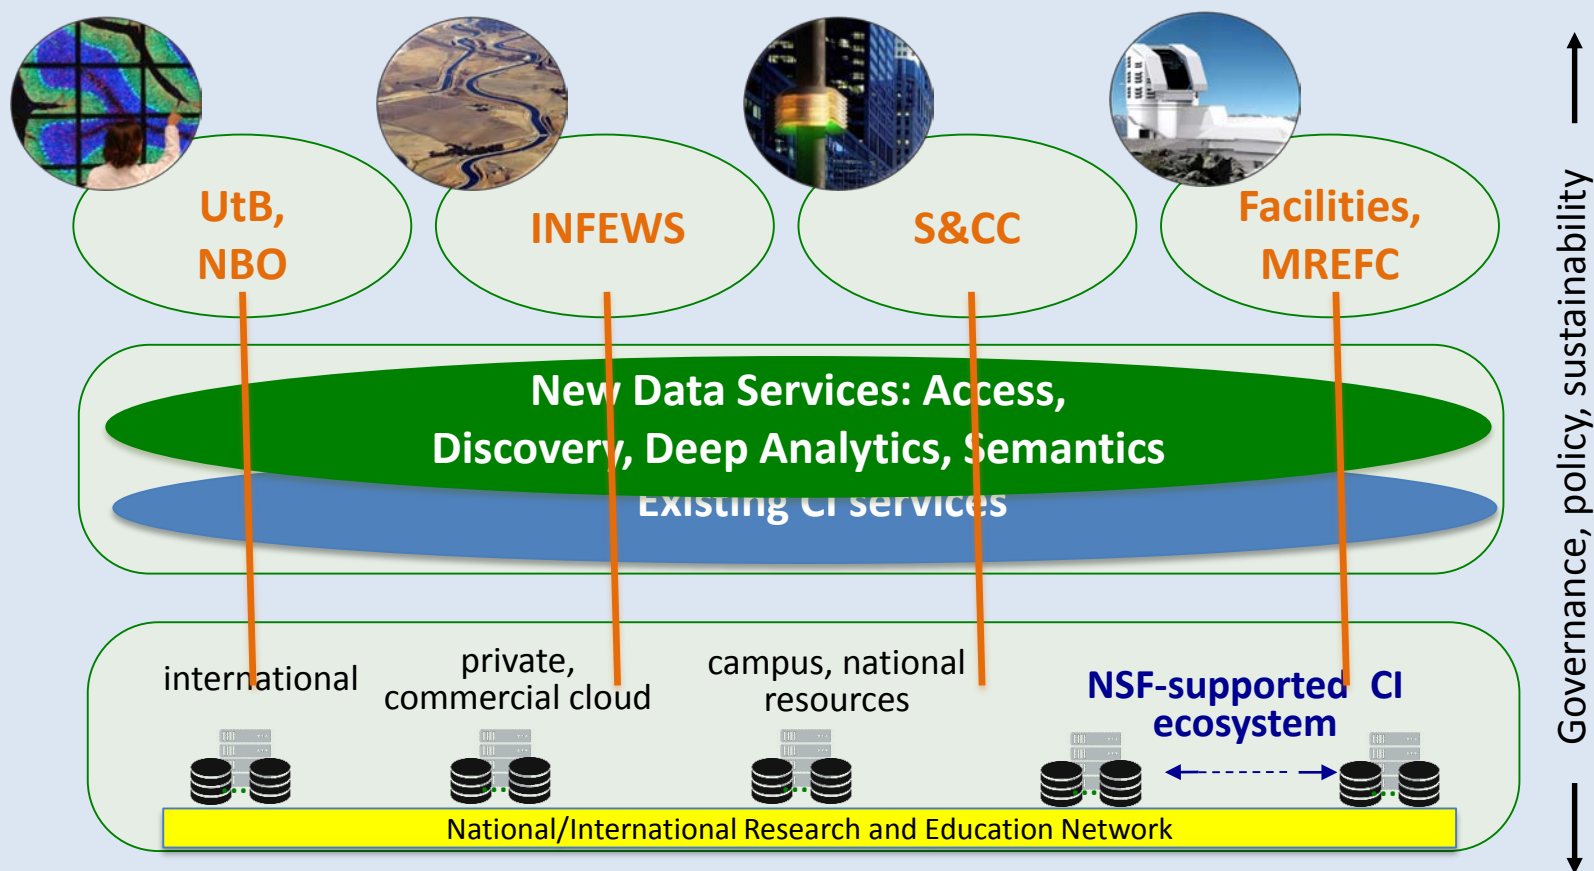 UtB,
NBO
INFEWS
S&CC
Facilities,
MREFC
New Data Services: Access,
Discovery, Deep Analytics, Semantics
Existing CI services
international
private,
commercial cloud
campus, national
resources
NSF-supported CI
ecosystem
National/International Research and Education Network
Governance, policy, sustainability